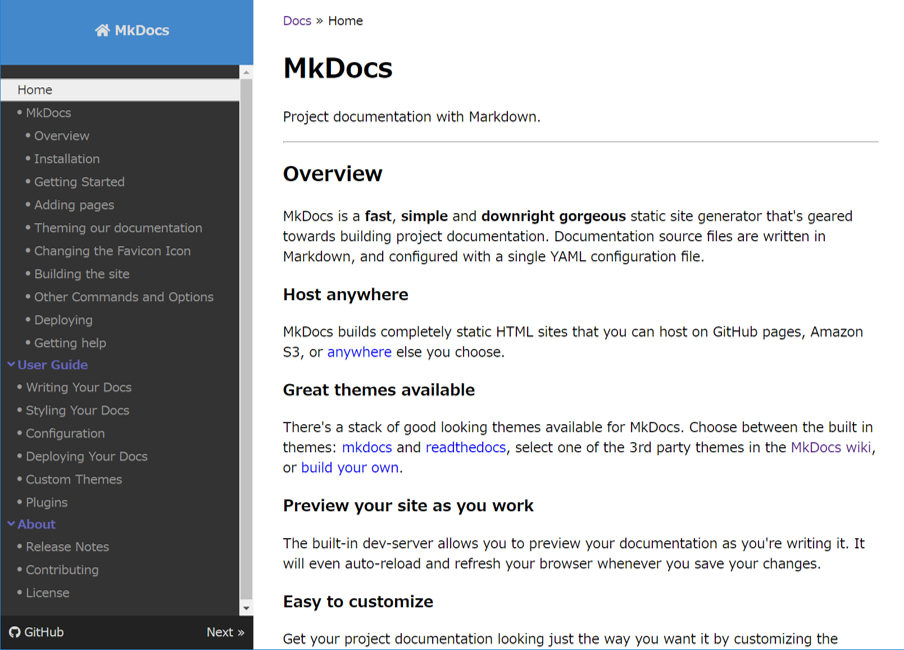 MkDocs
Home
• MkDocs
• Overview
• Installation
• Getting Started
• Adding pages
• Theming our documentation
• Changing the Favicon Icon
• Building the site
• Other Commands and Options
• Deploying
• Getting help
User Guide
• Writing Your Docs
• Styling Your Docs
• Configuration
• Deploying Your Docs
• Custom Themes
• Plugins
About
• Release Notes
• Contributing
• License
GitHub
Next »
Docs » Home
MkDocs
Project documentation with Markdown.
Overview
MkDocs is a fast, simple and downright gorgeous static site generator that's geared
towards building project documentation. Documentation source files are written in
Markdown, and configured with a single YAML configuration file.
Host anywhere
MkDocs builds completely static HTML sites that you can host on GitHub pages, Amazon
S3, or anywhere else you choose.
Great themes available
There's a stack of good looking themes available for MkDocs. Choose between the built in
themes: mkdocs and readthedocs, select one of the 3rd party themes in the MkDocs wiki,
or build your own.
Preview your site as you work
The built-in dev-server allows you to preview your documentation as you're writing it. It
will even auto-reload and refresh your browser whenever you save your changes.
Easy to customize
Get your project documentation looking just the way you want it by customizing the